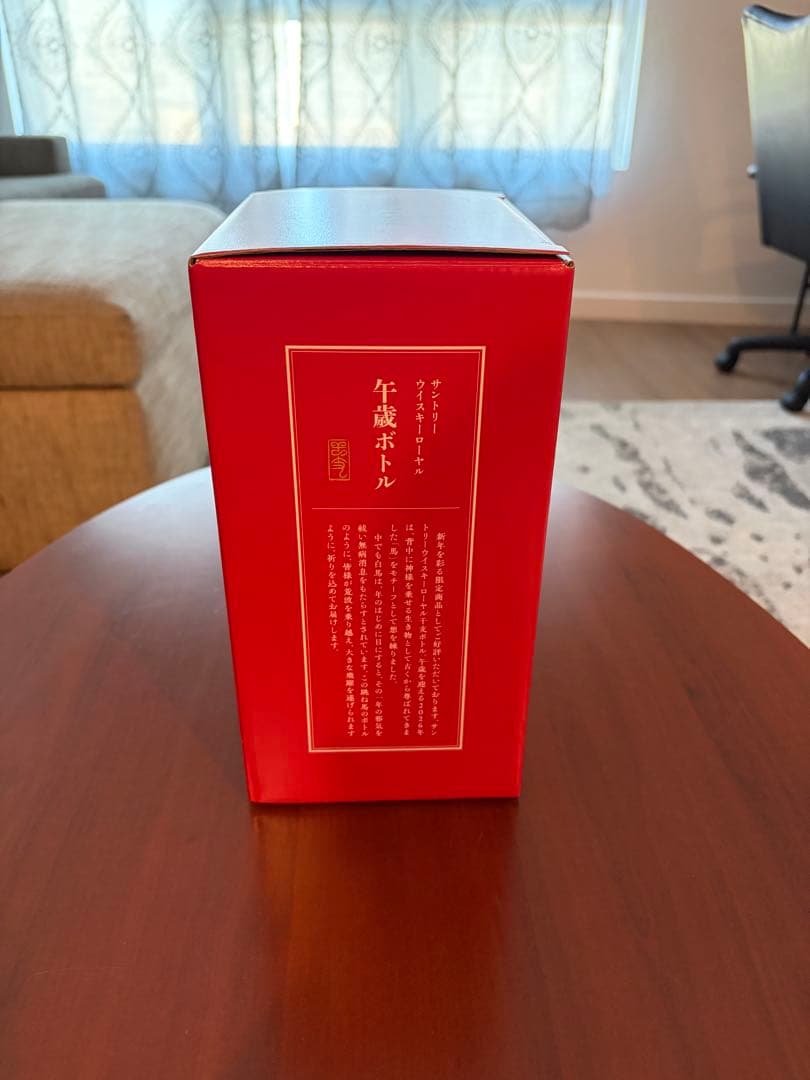 サントリー
ウイスキーローヤル
午歳ボトル
新年を彩る限定商品としてご好評いただいております、サン
トリーウイスキーローヤル干支ボトル。午歳を迎える2026年
は、「背中に神様を乗せる生き物」として古くから尊ばれてきま
した「馬」をモチーフとして想を練りました。
中でも白馬は、年のはじめに目にすると、その一年の邪気を
祓い無病消息をもたらすとされています。この跳ね馬のボトル
のように、皆様が荒波を乗り越え、大きな飛躍を遂げられます
ように、祈りを込めてお届けします。